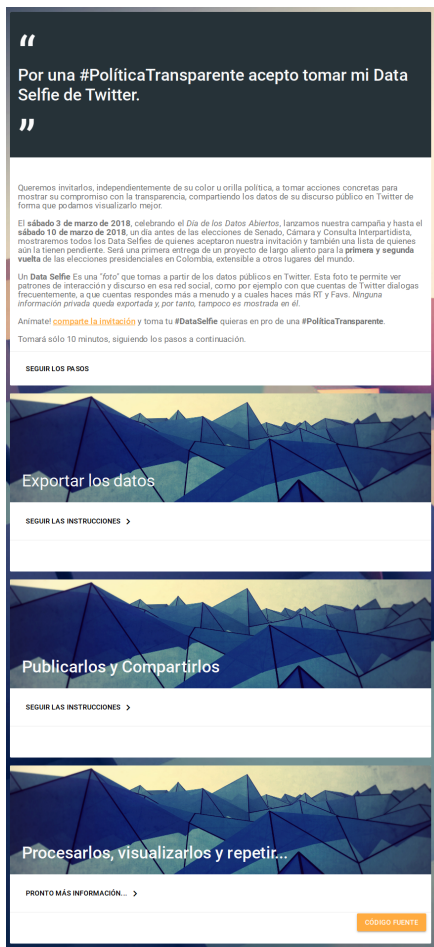 “
Por una #PolíticaTransparente acepto tomar mi Data
Selfie de Twitter.
”
Queremos invitarlos, independientemente de su color u orilla política, a tomar acciones concretas para
mostrar su compromiso con la transparencia, compartiendo los datos de su discurso público en Twitter de
forma que podamos visualizarlo mejor.
El sábado 3 de marzo de 2018, celebrando el Día de los Datos Abiertos, lanzamos nuestra campaña y hasta el
sábado 10 de marzo de 2018, un día antes de las elecciones de Senado, Cámara y Consulta Interpartidista,
mostraremos todos los Data Selfies de quienes aceptaron nuestra invitación y también una lista de quienes
aún la tienen pendiente. Será una primera entrega de un proyecto de largo aliento para la primera y segunda
vuelta de las elecciones presidenciales en Colombia, extensible a otros lugares del mundo.
Un Data Selfie Es una "foto" que tomas a partir de los datos públicos en Twitter. Esta foto te permite ver
patrones de interacción y discurso en esa red social, como por ejemplo con que cuentas de Twitter dialogas
frecuentemente, a que cuentas respondes más a menudo y a cuales haces más RT y Favs. Ninguna
información privada queda exportada y, por tanto, tampoco es mostrada en él.
Anímate! comparte la invitación y toma tu #DataSelfie quieras en pro de una #PolíticaTransparente.
Tomará sólo 10 minutos, siguiendo los pasos a continuación.
SEGUIR LOS PASOS
Exportar los datos
SEGUIR LAS INSTRUCCIONES >
Publicarlos y Compartirlos
SEGUIR LAS INSTRUCCIONES >
Procesarlos, visualizarlos y repetir...
PRONTO MÁS INFORMACIÓN... >
CÓDIGO FUENTE